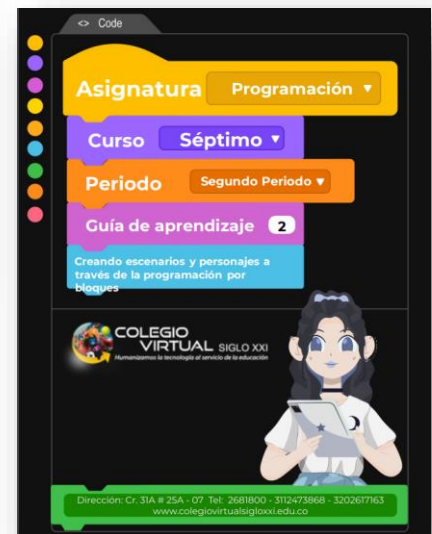 <> Code
Asignatura Programación ▼
Curso Séptimo ▼
Periodo Segundo Periodo ▼
Guía de aprendizaje 2
Creando escenarios y personajes a
través de la programación por
bloques
COLEGIO
VIRTUAL SIGLO XXI
Humanizamos la tecnología al servicio de la educación
Dirección: Cr. 31A # 25A - 07 Tel: 2681800 - 3112473868 - 3202617163
www.colegiovirtualsigloxxi.edu.co